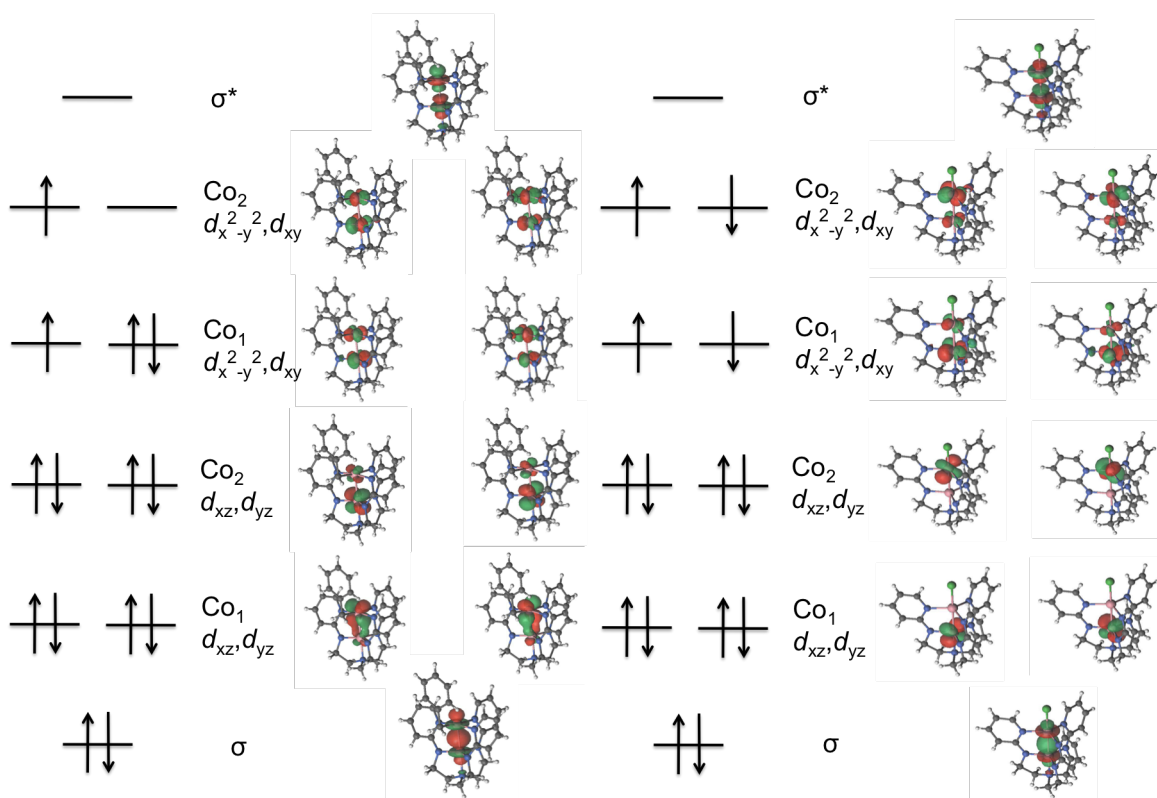 σ* σ*
Co₂ Co₂
dₓ²-y², dxy dₓ²-y², dxy
Co₁ Co₁
dₓ²-y², dxy dₓ²-y², dxy
Co₂ Co₂
dxz,dyz dxz,dyz
Co₁ Co₁
dxz,dyz dxz,dyz
σ σ